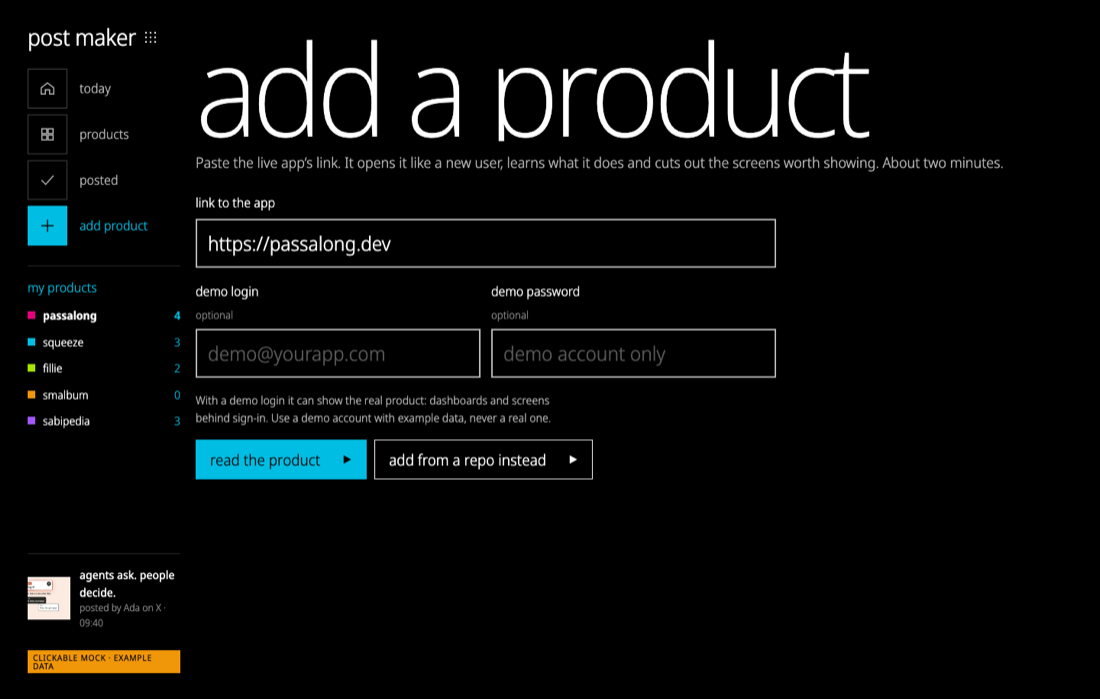 post maker
today
products
posted
add product
my products
passalong 4
squeeze 3
fillie 2
smalbum 0
sabipedia 3
agents ask. people
decide.
posted by Ada on X ·
09:40
CLICKABLE MOCK · EXAMPLE
DATA
add a product
Paste the live app’s link. It opens it like a new user, learns what it does and cuts out the screens worth showing. About two minutes.
link to the app
https://passalong.dev
demo login
optional
demo@yourapp.com
demo password
optional
demo account only
With a demo login it can show the real product: dashboards and screens
behind sign-in. Use a demo account with example data, never a real one.
read the product
add from a repo instead